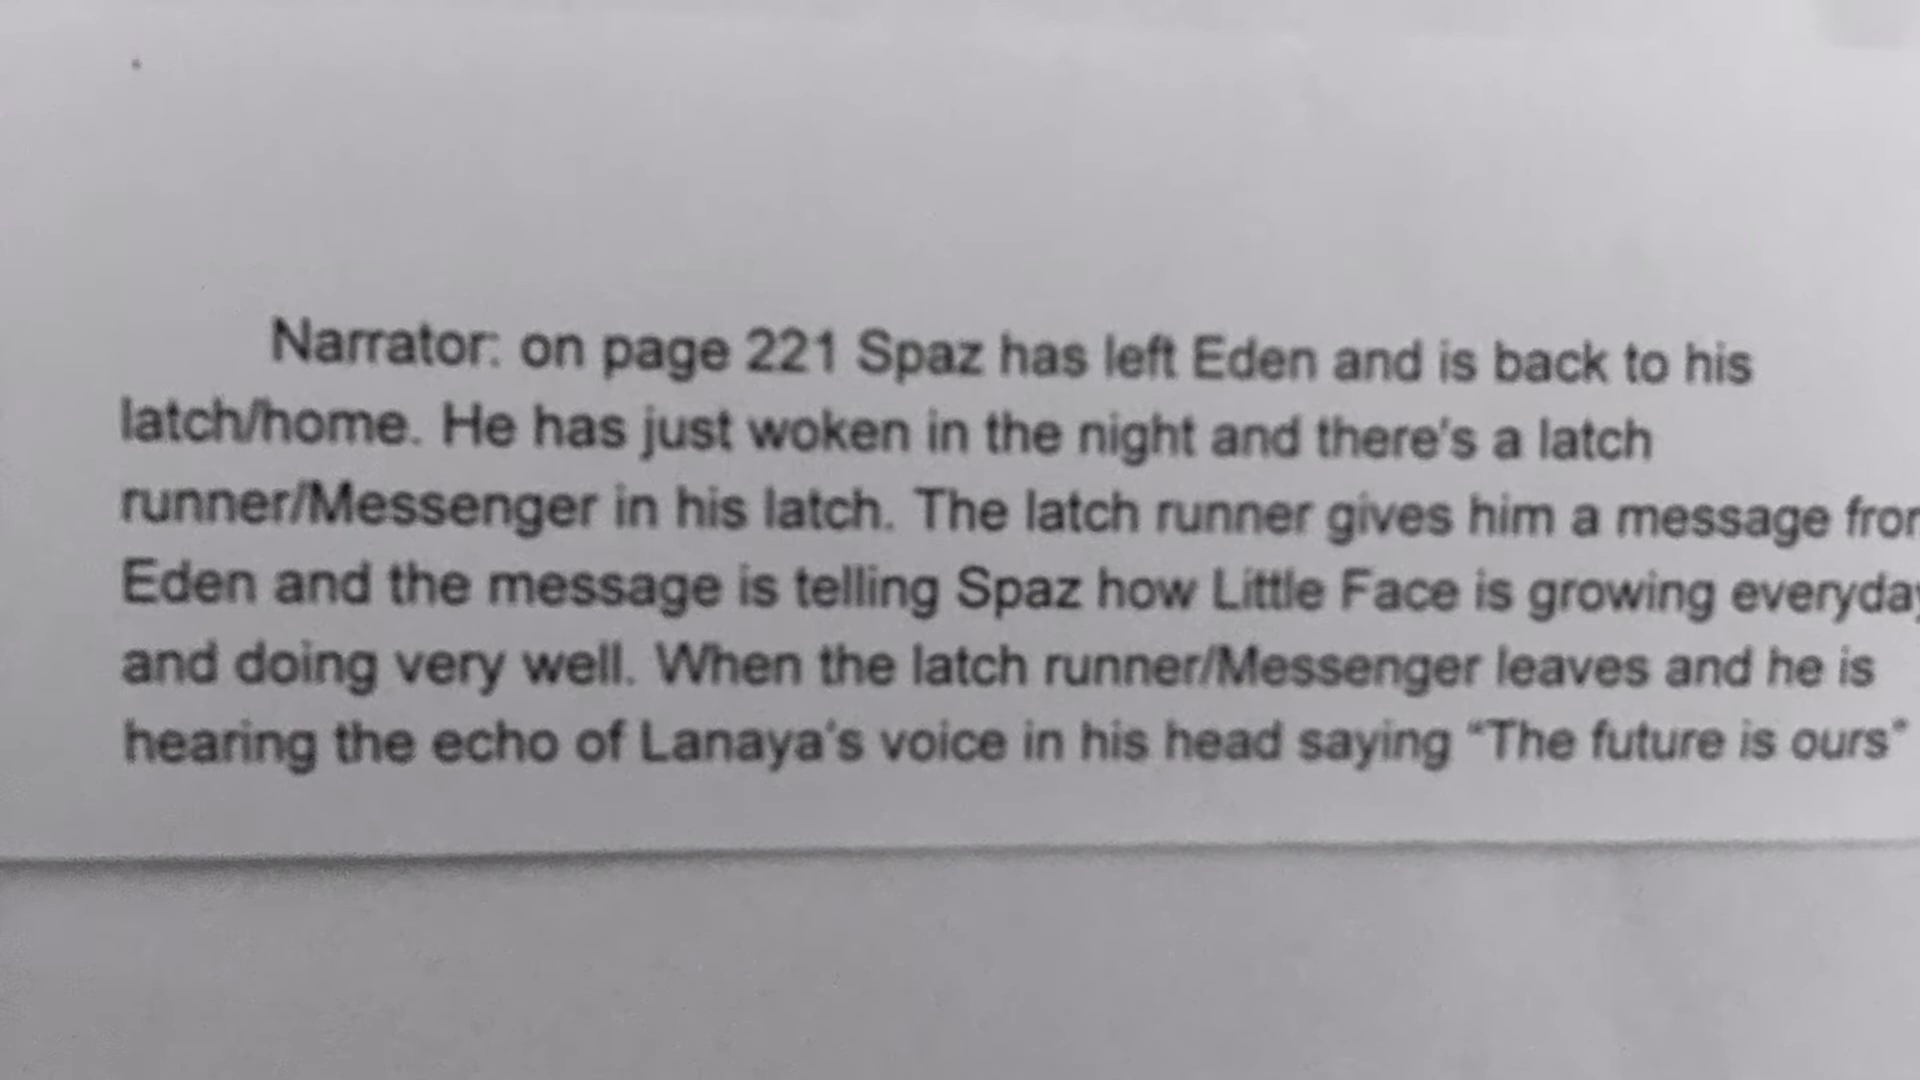 Narrator: on page 221 Spaz has left Eden and is back to his
latch/home. He has just woken in the night and there's a latch
runner/Messenger in his latch. The latch runner gives him a message
Eden and the message is telling Spaz how Little Face is growing everyday
and doing very well. When the latch runner/Messenger leaves and he is
hearing the echo of Lanaya's voice in his head saying “The future is ours”